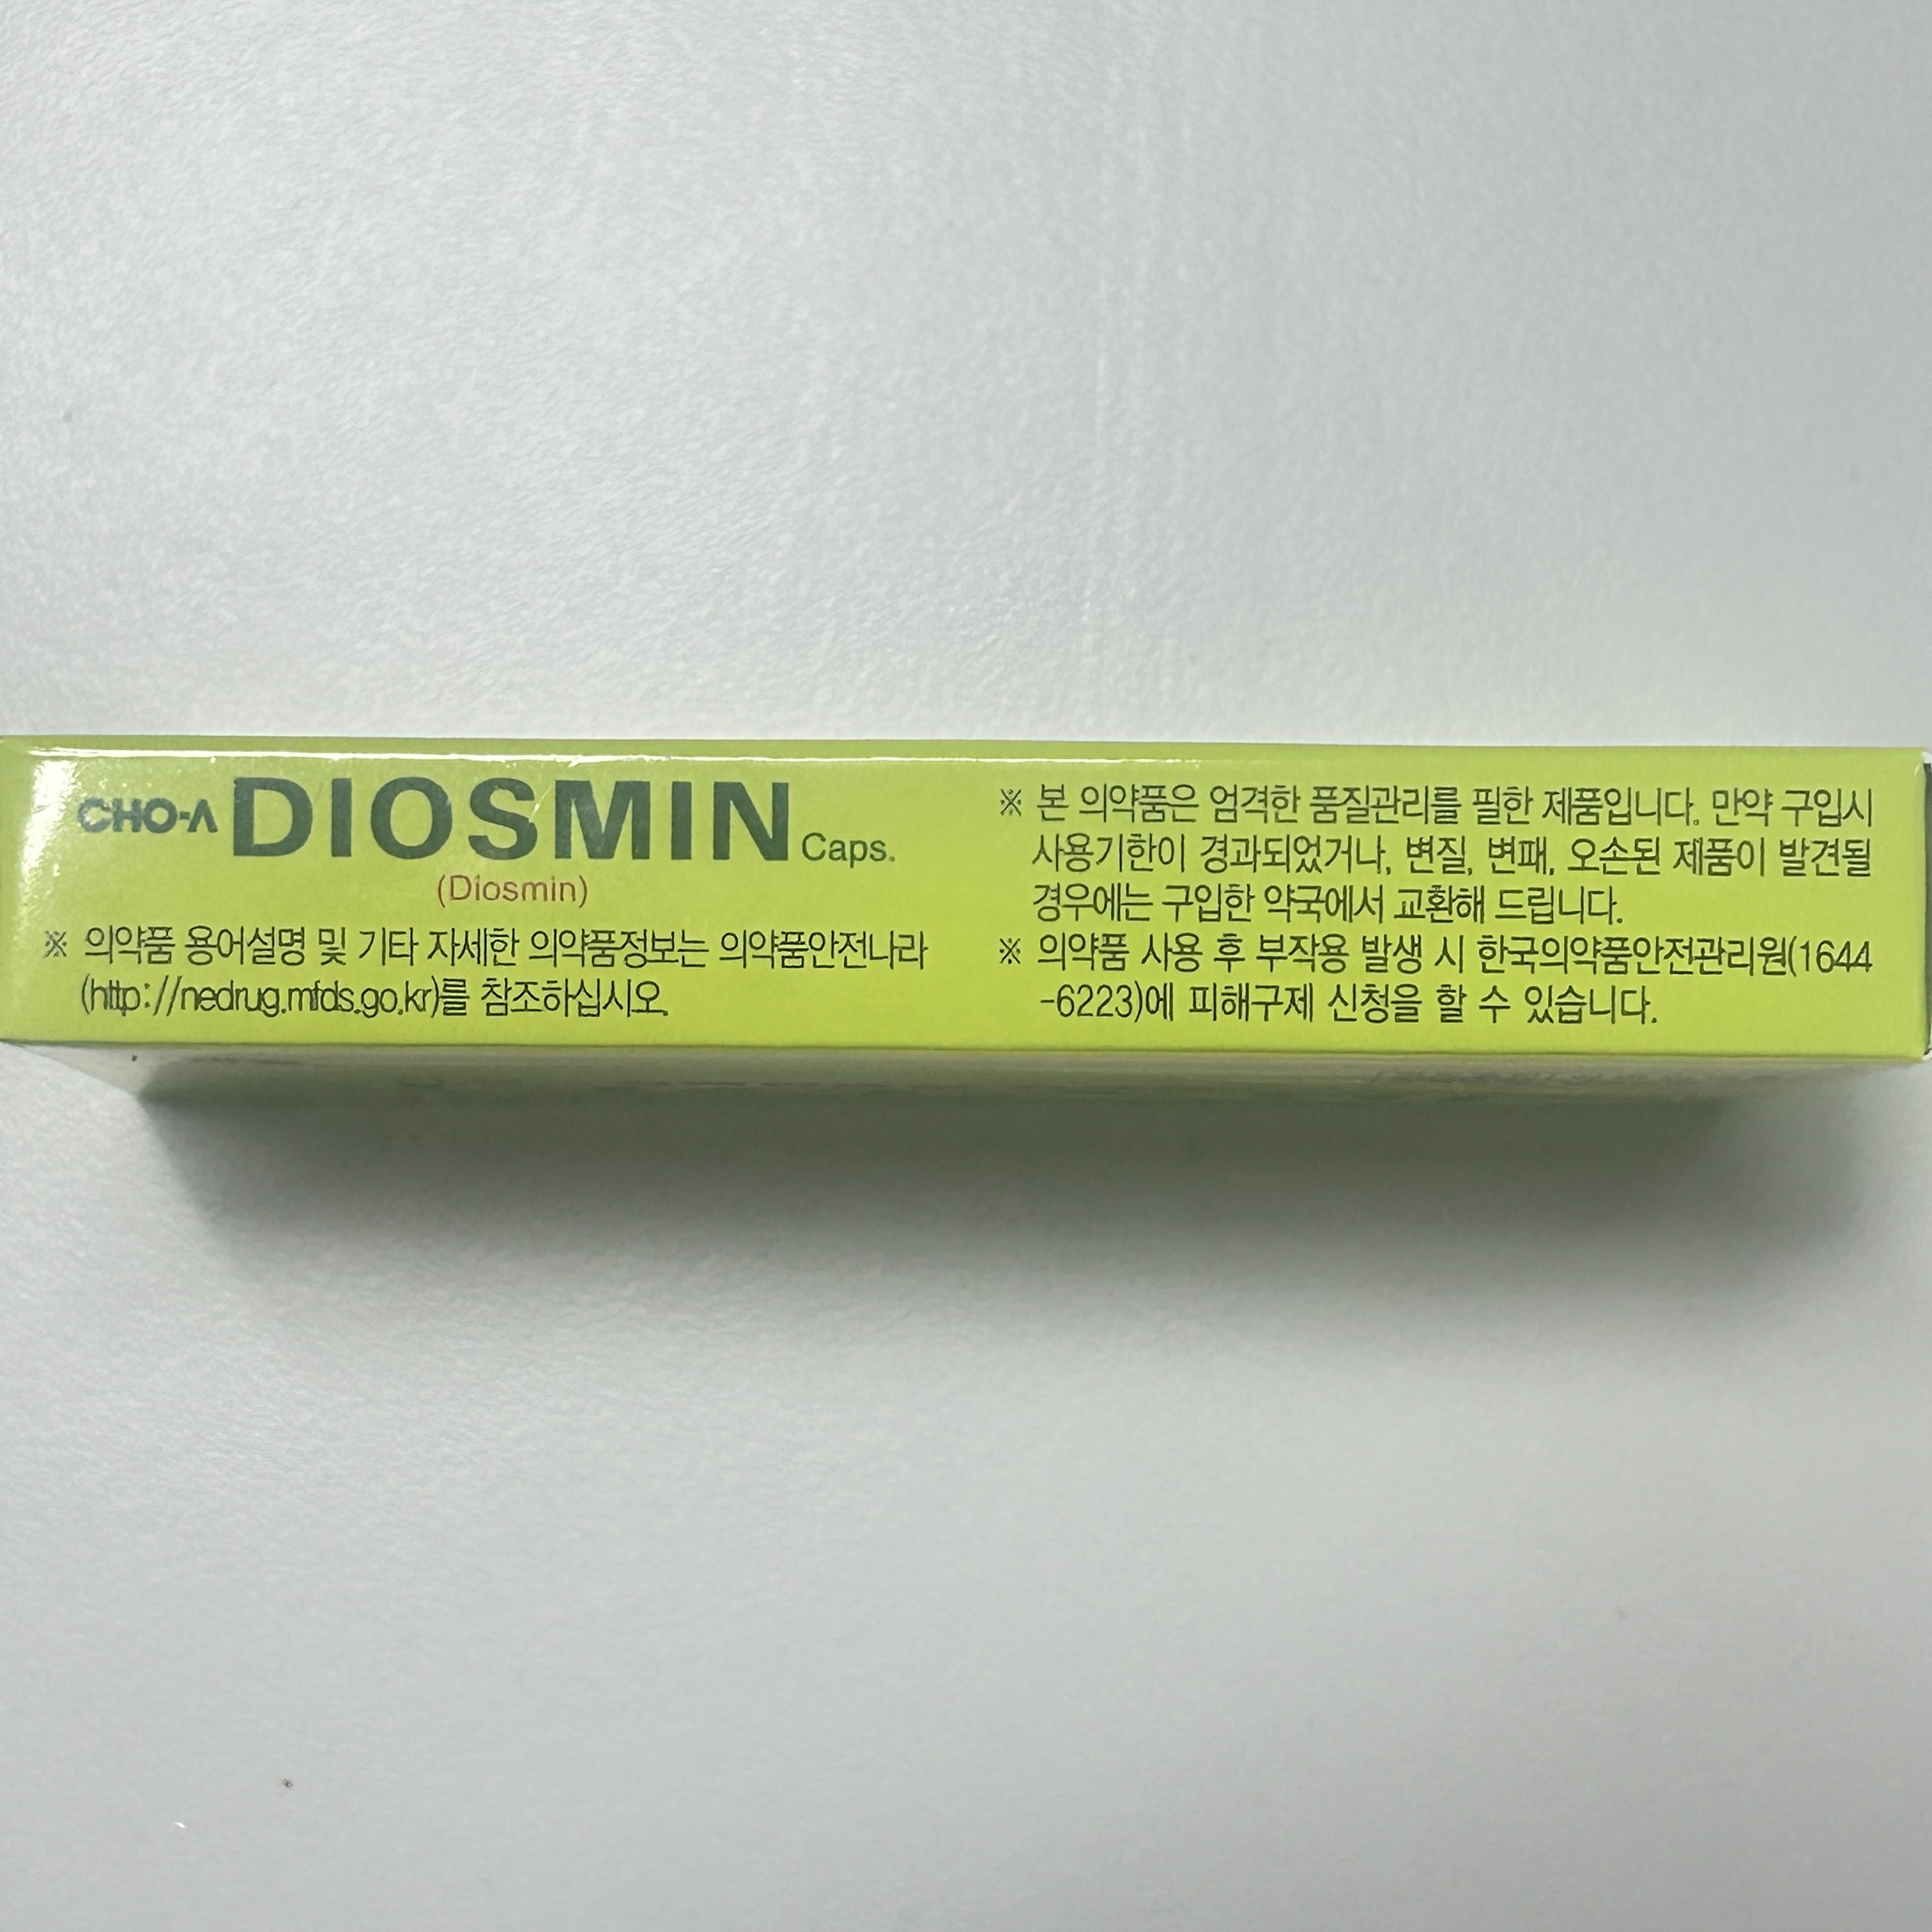 CHO-A DIOSMIN Caps.
(Diosmin)
※ 의약품 용어설명 및 기타 자세한 의약품정보는 의약품안전나라
(http://nedrug.mfds.go.kr)를 참조하십시오.
※ 본 의약품은 엄격한 품질관리를 필한 제품입니다. 만약 구입시
사용기한이 경과되었거나, 변질, 변패, 오손된 제품이 발견될
경우에는 구입한 약국에서 교환해 드립니다.
※ 의약품 사용 후 부작용 발생 시 한국의약품안전관리원(1644
-6223)에 피해구제 신청을 할 수 있습니다.